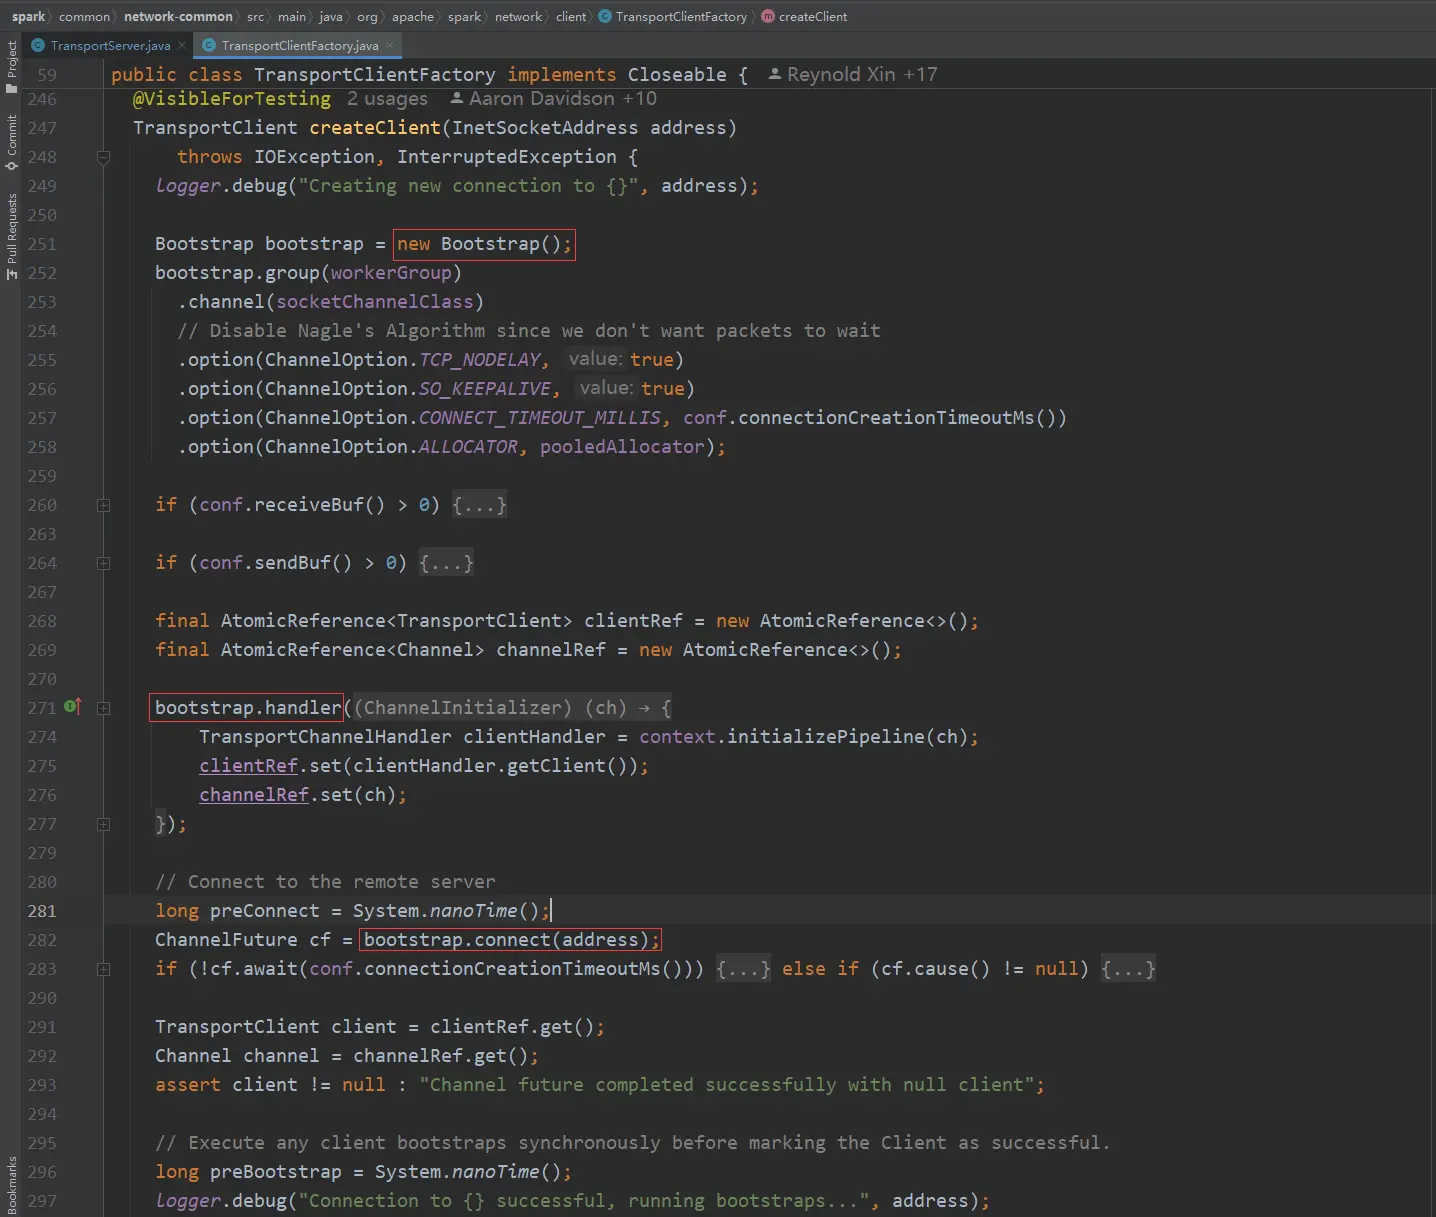 spark common network-common src main java org apache spark network client TransportClientFactory createClient
TransportServer.java TransportClientFactory.java
Project
Commit
Pull Requests
Bookmarks
59 public class TransportClientFactory implements Closeable { Reynold Xin +17
246 @VisibleForTesting 2 usages Aaron Davidson +10
247 TransportClient createClient(InetSocketAddress address)
248 throws IOException, InterruptedException {
249 logger.debug("Creating new connection to {}", address);
250
251 Bootstrap bootstrap = new Bootstrap();
252 bootstrap.group(workerGroup)
253 .channel(socketChannelClass)
254 // Disable Nagle's Algorithm since we don't want packets to wait
255 .option(ChannelOption.TCP_NODELAY, value: true)
256 .option(ChannelOption.SO_KEEPALIVE, value: true)
257 .option(ChannelOption.CONNECT_TIMEOUT_MILLIS, conf.connectionCreationTimeoutMs())
258 .option(ChannelOption.ALLOCATOR, pooledAllocator);
259
260 if (conf.receiveBuf() > 0) {...}
263
264 if (conf.sendBuf() > 0) {...}
267
268 final AtomicReference<TransportClient> clientRef = new AtomicReference<>();
269 final AtomicReference<Channel> channelRef = new AtomicReference<>();
270
271 bootstrap.handler((ChannelInitializer) (ch) → {
274 TransportChannelHandler clientHandler = context.initializePipeline(ch);
275 clientRef.set(clientHandler.getClient());
276 channelRef.set(ch);
277 });
279
280 // Connect to the remote server
281 long preConnect = System.nanoTime();
282 ChannelFuture cf = bootstrap.connect(address);
283 if (!cf.await(conf.connectionCreationTimeoutMs())) {...} else if (cf.cause() != null) {...}
290
291 TransportClient client = clientRef.get();
292 Channel channel = channelRef.get();
293 assert client != null : "Channel future completed successfully with null client";
294
295 // Execute any client bootstraps synchronously before marking the Client as successful.
296 long preBootstrap = System.nanoTime();
297 logger.debug("Connection to {} successful, running bootstraps...", address);